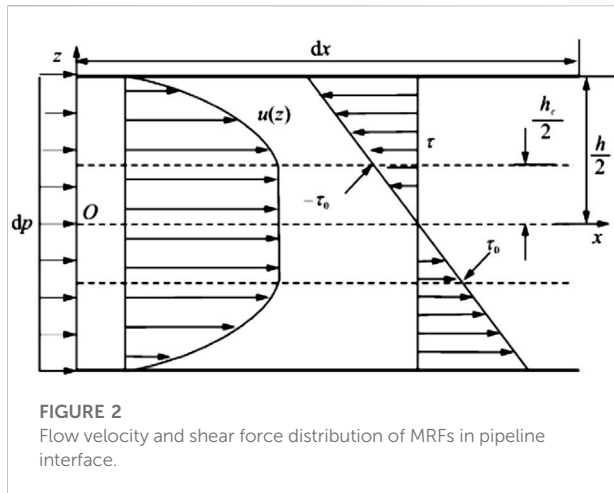 z
dx
u(z)
τ
h_c/2
h/2
-τ₀
dp
O
x
τ₀
FIGURE 2
Flow velocity and shear force distribution of MRFs in pipeline
interface.